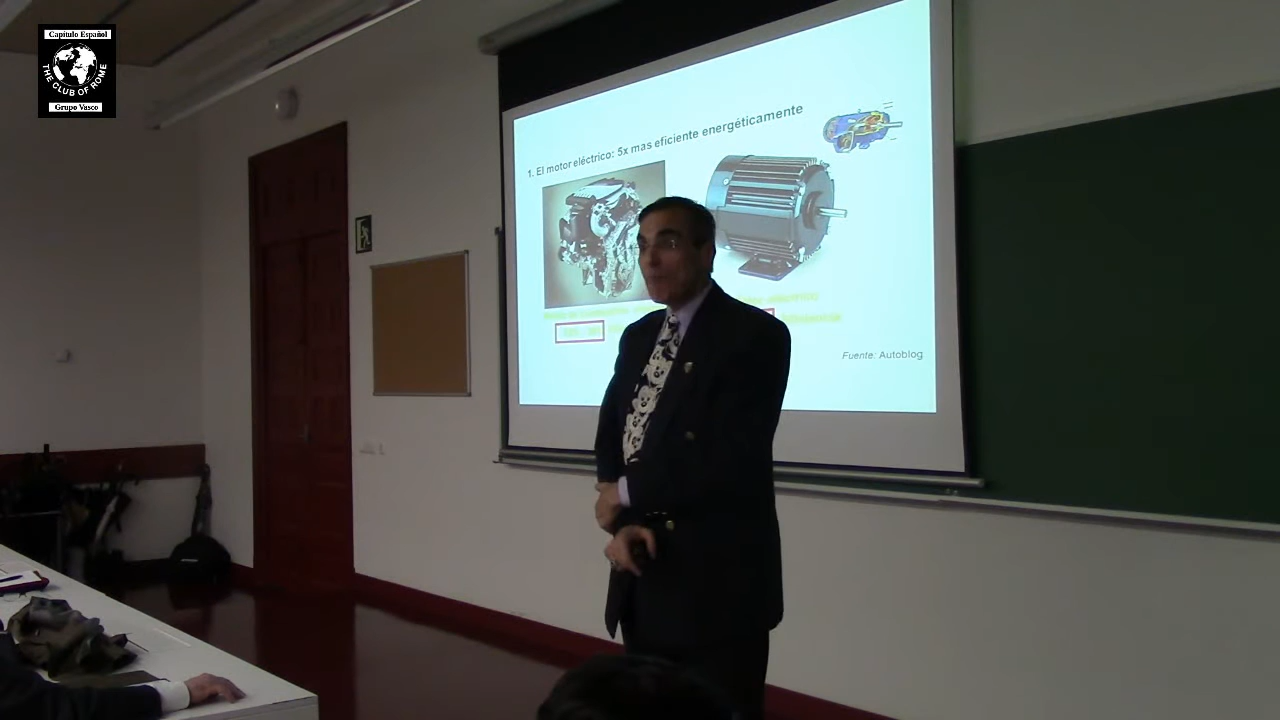 Capítulo Español
THE CLUB OF ROME
Grupo Vasco
1. El motor eléctrico: 5x mas eficiente energéticamente
Fuente: Autoblog